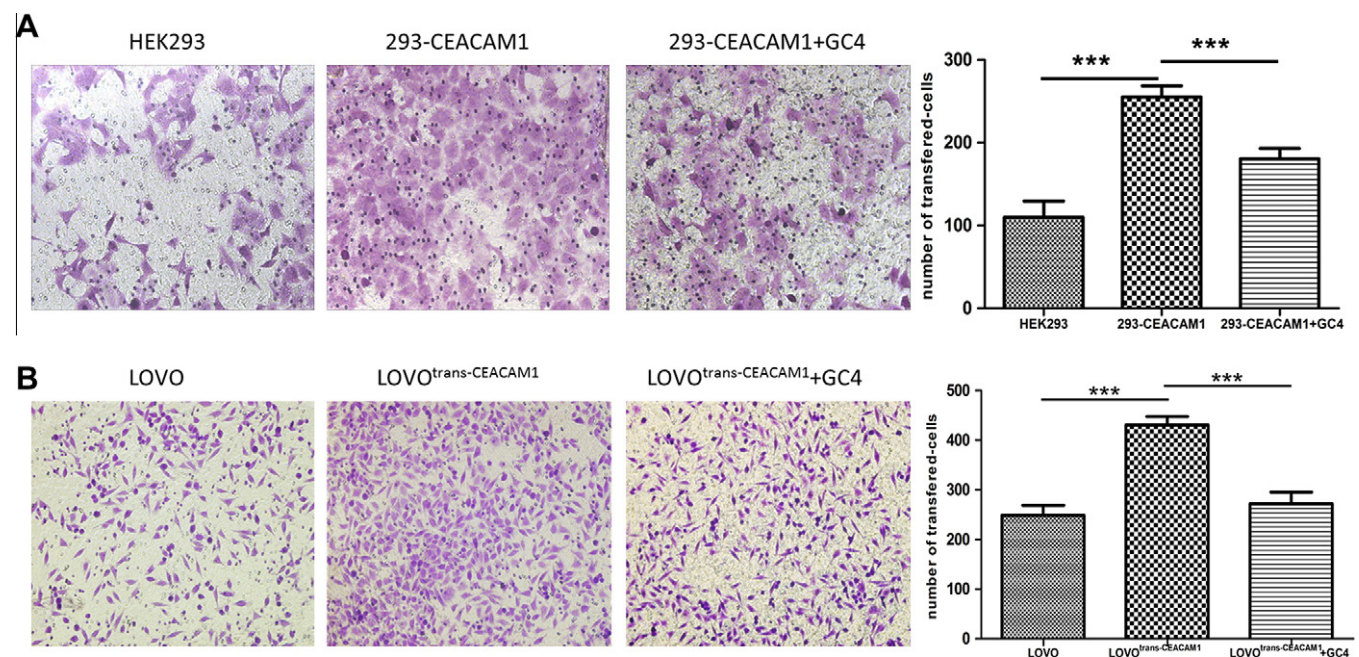 A
HEK293
293-CEACAM1
293-CEACAM1+GC4
number of transfered-cells
300
200
100
0
***
***
HEK293
293-CEACAM1
293-CEACAM1+GC4
B
LOVO
LOVOtrans-CEACAM1
LOVOtrans-CEACAM1+GC4
number of transfered-cells
500
400
300
200
100
0
***
***
LOVO
LOVOtrans-CEACAM1
LOVOtrans-CEACAM1+GC4